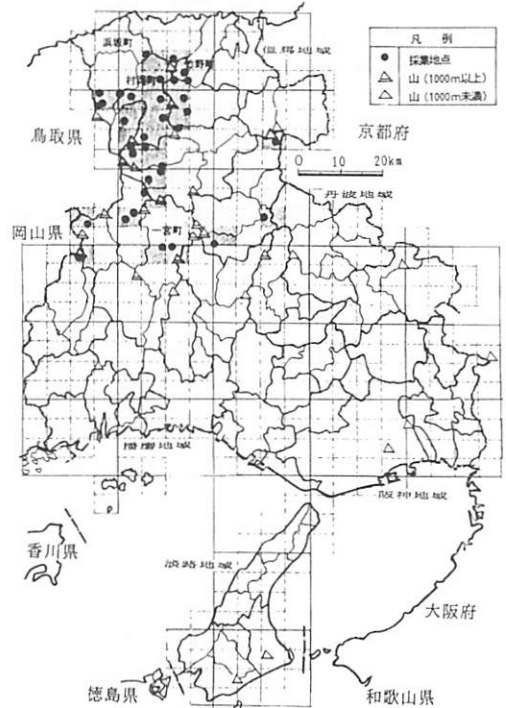 凡 例
採集地点
山(1000m以上)
山(1000m未満)
浜坂町
竹野町
村岡町
但馬地域
鳥取県
京都府
0 10 20km
丹波地域
岡山県
一宮町
播磨地域
阪神地域
香川県
淡路地域
大阪府
徳島県
和歌山県